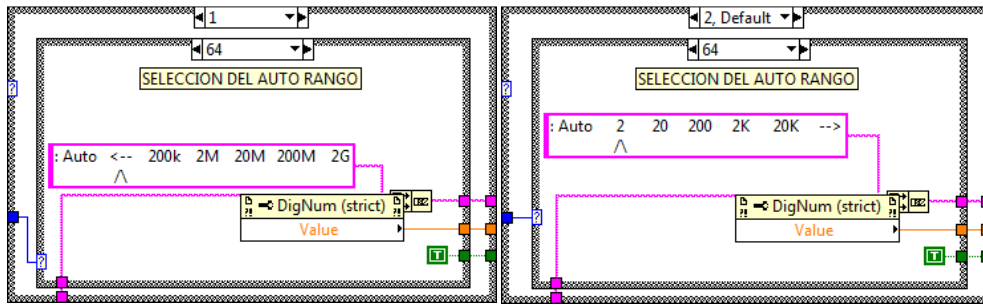 1
64
SELECCION DEL AUTO RANGO
: Auto <-- 200k 2M 20M 200M 2G
/\
DigNum (strict)
Value
T
2, Default
64
SELECCION DEL AUTO RANGO
: Auto 2 20 200 2K 20K -->
/\
DigNum (strict)
Value
T